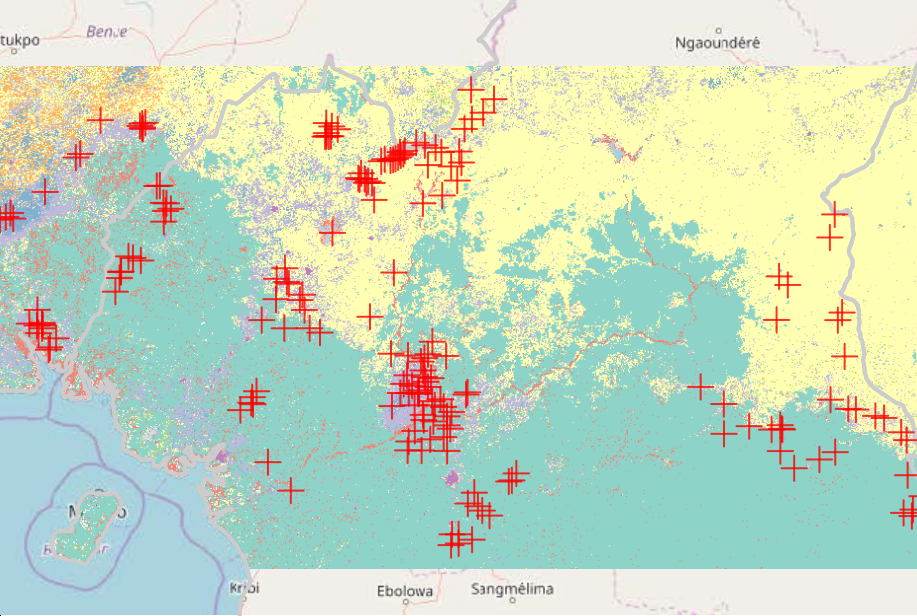 tukpo
Benue
Ngaoundéré
Kribi
Ebolowa
Sangmélima